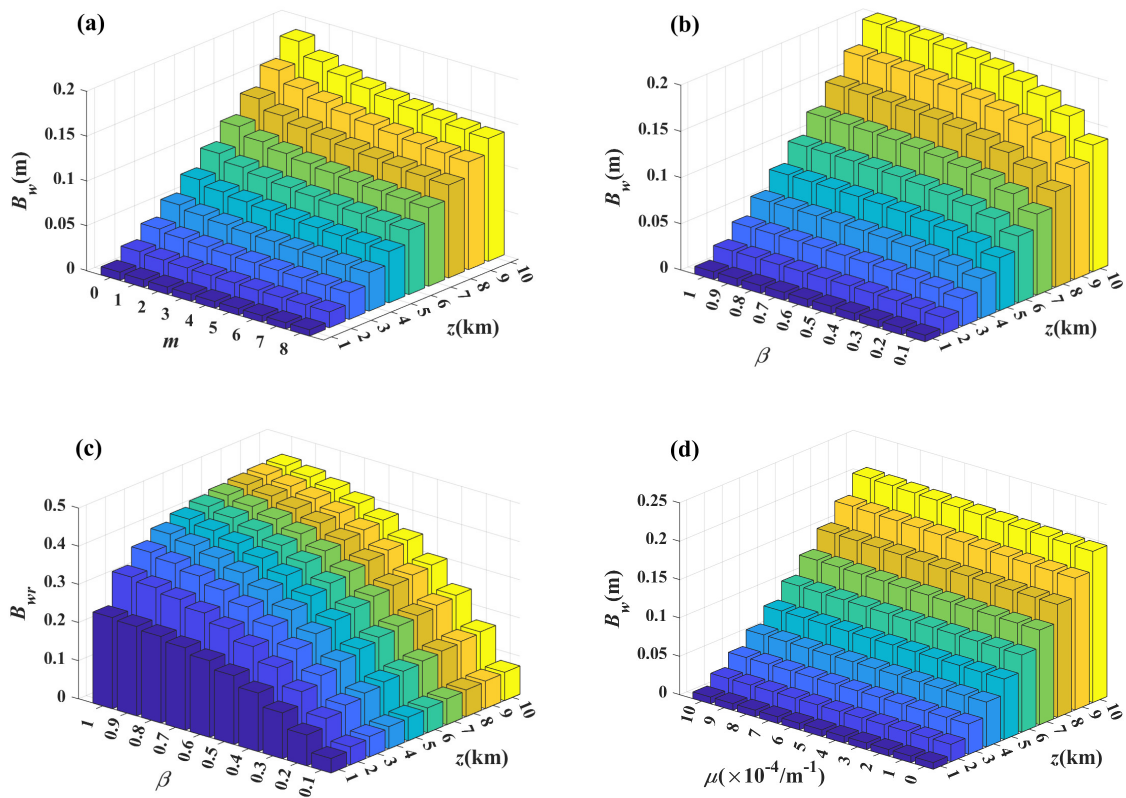 (a)
0.2
0.15
0.1
0.05
0
B_w(m)
0 1 2 3 4 5 6 7 8
m
1 2 3 4 5 6 7 8 9 10
z(km)
(b)
0.2
0.15
0.1
0.05
0
B_w(m)
1 0.9 0.8 0.7 0.6 0.5 0.4 0.3 0.2 0.1
β
1 2 3 4 5 6 7 8 9 10
z(km)
(c)
0.5
0.4
0.3
0.2
0.1
0
B_wr
1 0.9 0.8 0.7 0.6 0.5 0.4 0.3 0.2 0.1
β
1 2 3 4 5 6 7 8 9 10
z(km)
(d)
0.25
0.2
0.15
0.1
0.05
0
B_w(m)
10 9 8 7 6 5 4 3 2 1 0
μ(×10⁻⁴/m⁻¹)
1 2 3 4 5 6 7 8 9 10
z(km)